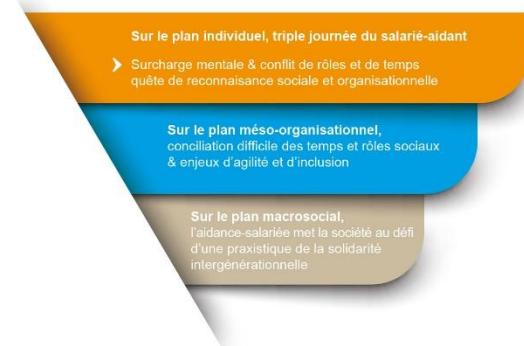 Sur le plan individuel, triple journée du salarié-aidant
Surcharge mentale & conflit de rôles et de temps
quête de reconnaisance sociale et organisationnelle
Sur le plan méso-organisationnel,
conciliation difficile des temps et rôles sociaux
& enjeux d'agilité et d'inclusion
Sur le plan macrosocial,
l'aidance-salariée met la société au défi
d'une praxistique de la solidarité
intergénérationnelle